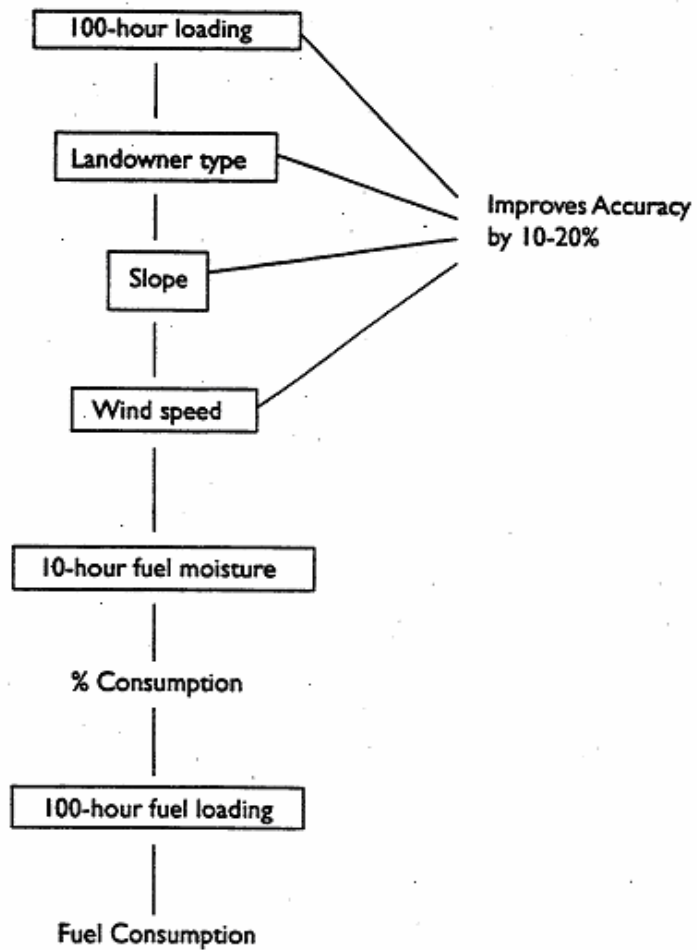 100-hour loading
Landowner type
Improves Accuracy
by 10-20%
Slope
Wind speed
10-hour fuel moisture
% Consumption
100-hour fuel loading
Fuel Consumption